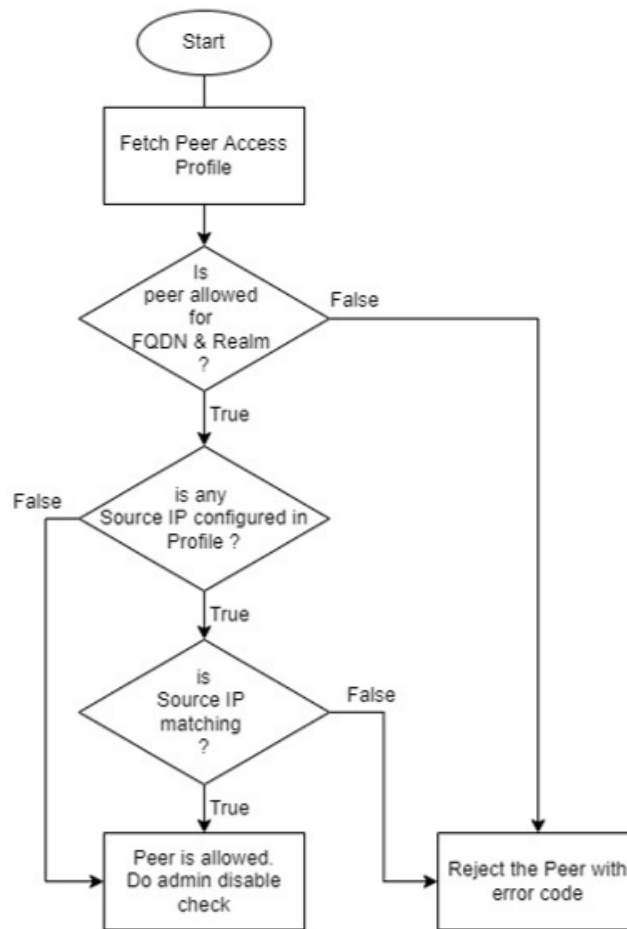 Start
Fetch Peer Access
Profile
Is
peer allowed
for
FQDN & Realm
?
False
True
is any
Source IP configured in
Profile ?
False
True
is
Source IP
matching
?
False
True
Peer is allowed.
Do admin disable
check
Reject the Peer with
error code